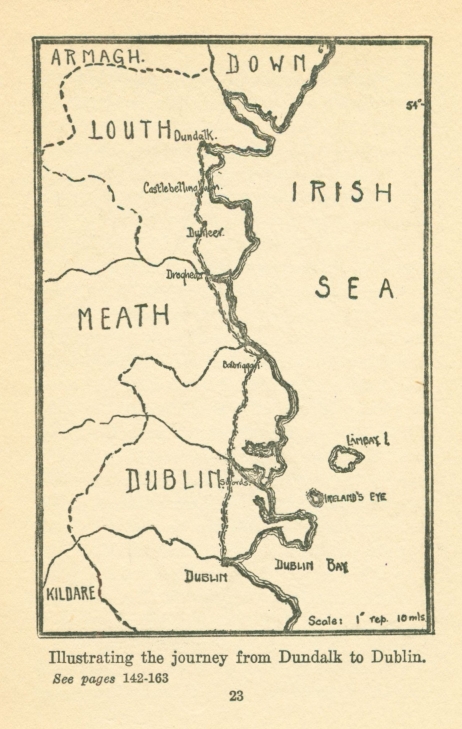 ARMAGH.
DOWN
54°
LOUTH
Dundalk.
Castlebellingham.
IRISH
Dunleer.
SEA
Drogheda.
MEATH
Balbriggan.
LAMBAY I.
DUBLIN
Swords.
IRELAND'S EYE
DUBLIN BAY
DUBLIN
KILDARE
Scale: 1" rep. 10 mls.
Illustrating the journey from Dundalk to Dublin.
See pages 142-163
23